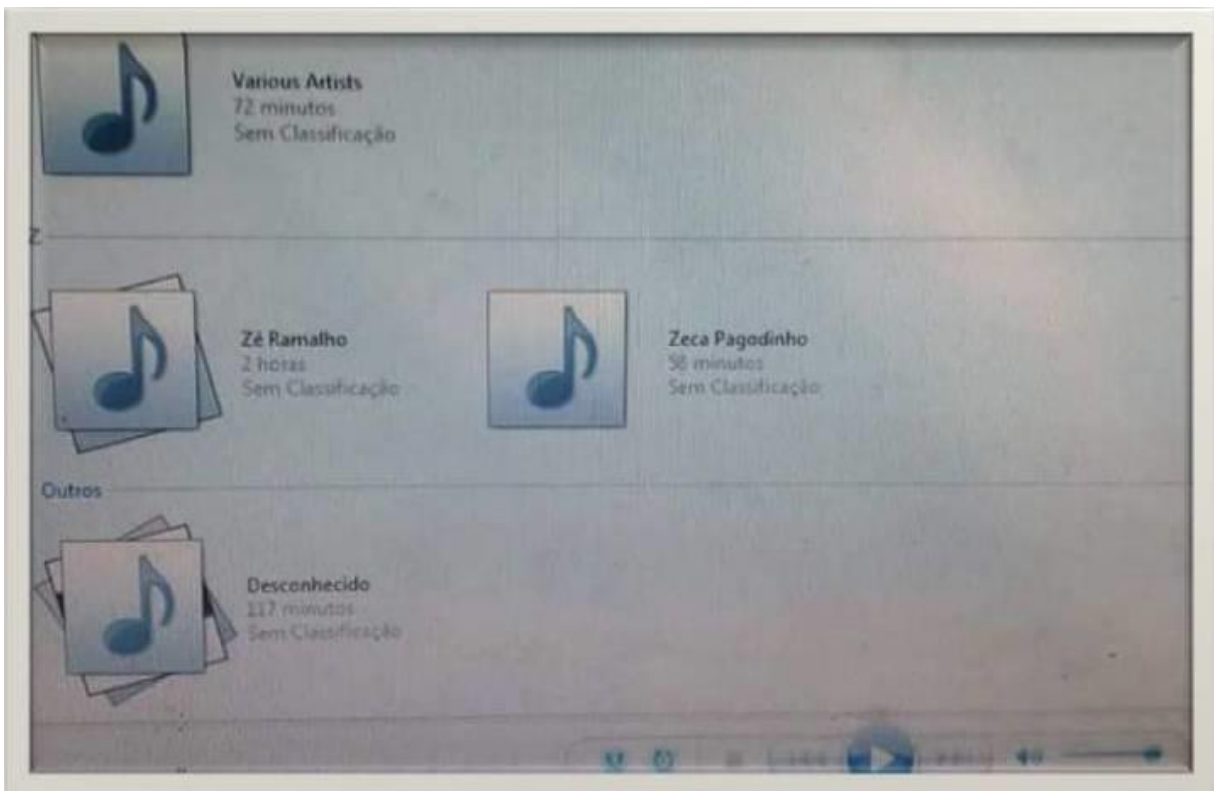 Various Artists
72 minutos
Sem Classificação
Z
Zé Ramalho
2 horas
Sem Classificação
Zeca Pagodinho
58 minutos
Sem Classificação
Outros
Desconhecido
117 minutos
Sem Classificação